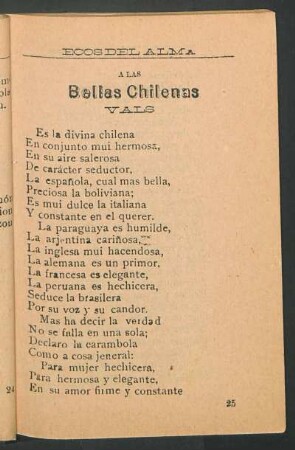 ECOS DEL ALMA
A LAS
Bellas Chilenas
VALS
Es la divina chilena
En conjunto mui hermosa,
En su aire salerosa
De carácter seductor,
La española, cual mas bella,
Preciosa la boliviana;
Es mui dulce la italiana
Y constante en el querer.
La paraguaya es humilde,
La arjentina cariñosa,
La inglesa mui hacendosa,
La alemana es un primor,
La francesa es elegante,
La peruana es hechicera,
Seduce la brasilera
Por su voz y su candor.
Mas ha decir la verdad
No se falla en una sola;
Declaro la carambola
Como a cosa jeneral:
Para mujer hechicera,
Para hermosa y elegante,
En su amor firme y constante
24
25